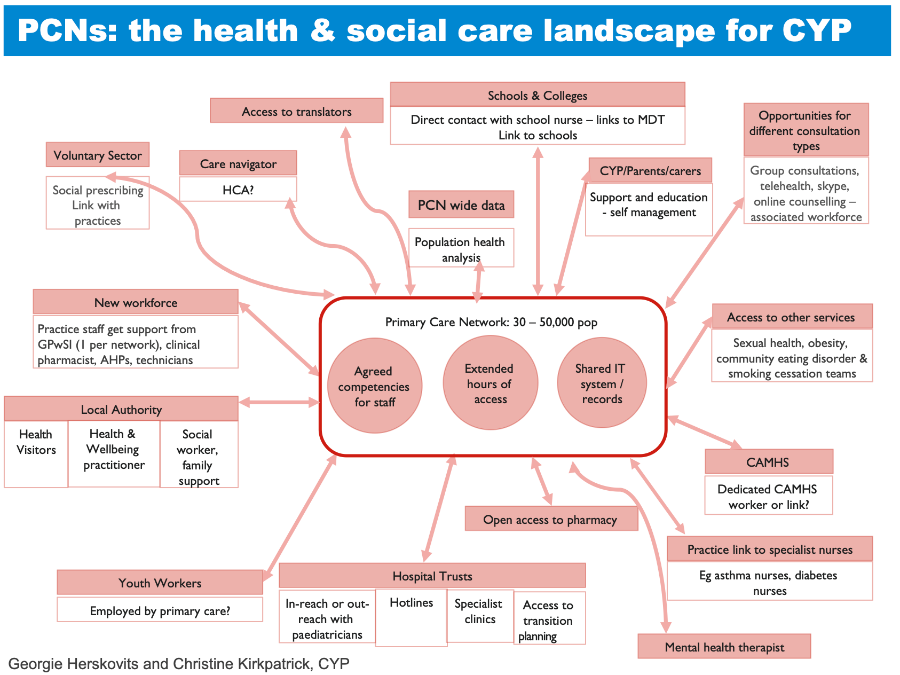 PCNs: the health & social care landscape for CYP
Schools & Colleges
Direct contact with school nurse – links to MDT
Link to schools
Access to translators
Opportunities for
different consultation
types
Group consultations,
telehealth, skype,
online counselling –
associated workforce
Voluntary Sector
Social prescribing
Link with
practices
Care navigator
HCA?
CYP/Parents/carers
Support and education
- self management
PCN wide data
Population health
analysis
New workforce
Practice staff get support from
GPwSI (1 per network), clinical
pharmacist, AHPs, technicians
Primary Care Network: 30 – 50,000 pop
Agreed
competencies
for staff
Extended
hours of
access
Shared IT
system /
records
Access to other services
Sexual health, obesity,
community eating disorder &
smoking cessation teams
Local Authority
Health
Visitors
Health &
Wellbeing
practitioner
Social
worker,
family
support
CAMHS
Dedicated CAMHS
worker or link?
Open access to pharmacy
Practice link to specialist nurses
Eg asthma nurses, diabetes
nurses
Youth Workers
Employed by primary care?
Hospital Trusts
In-reach or out-
reach with
paediatricians
Hotlines
Specialist
clinics
Access to
transition
planning
Mental health therapist
Georgie Herskovits and Christine Kirkpatrick, CYP